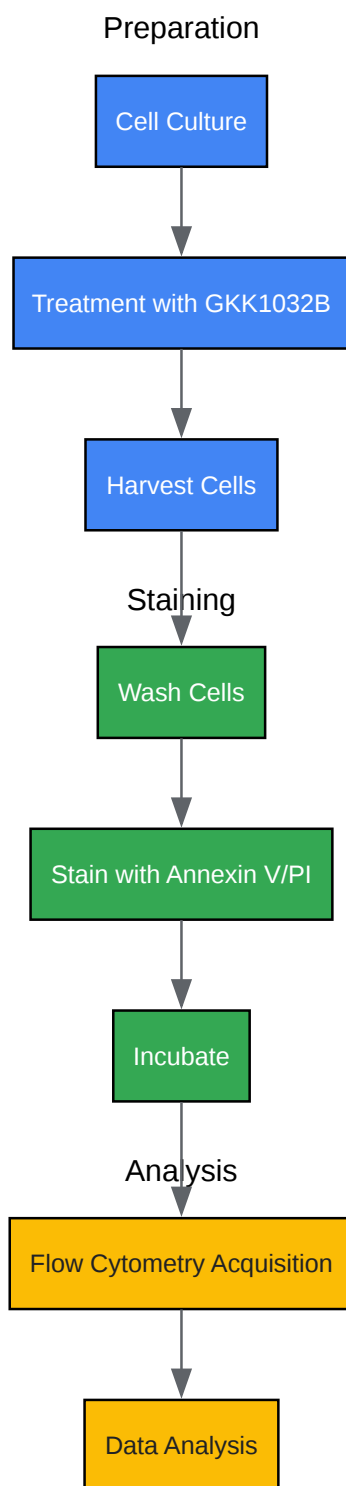 Preparation
Cell Culture
Treatment with GKK1032B
Harvest Cells
Staining
Wash Cells
Stain with Annexin V/PI
Incubate
Analysis
Flow Cytometry Acquisition
Data Analysis